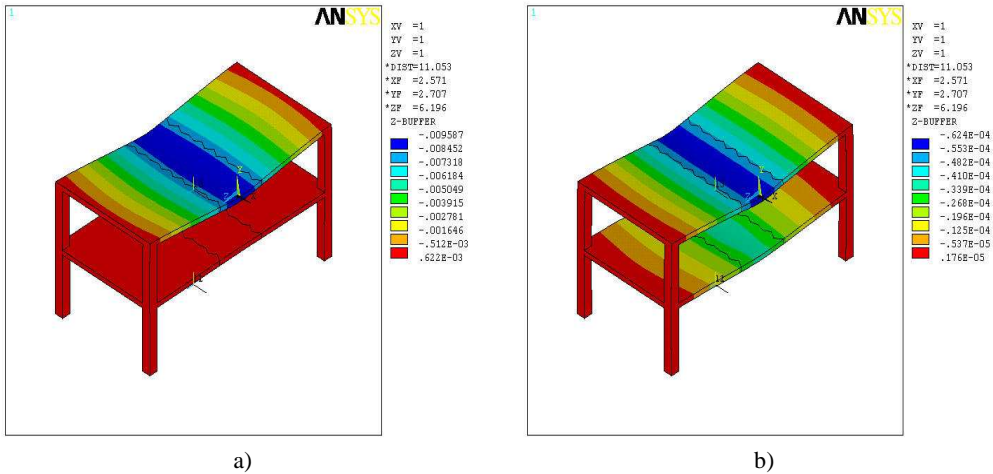 1
ANSYS
XV =1
YV =1
ZV =1
*DIST=11.053
*XF =2.571
*YF =2.707
*ZF =6.196
Z-BUFFER
-.009587
-.008452
-.007318
-.006184
-.005049
-.003915
-.002781
-.001646
-.512E-03
.622E-03
a)
1
ANSYS
XV =1
YV =1
ZV =1
*DIST=11.053
*XF =2.571
*YF =2.707
*ZF =6.196
Z-BUFFER
-.624E-04
-.553E-04
-.482E-04
-.410E-04
-.339E-04
-.268E-04
-.196E-04
-.125E-04
-.537E-05
.176E-05
b)